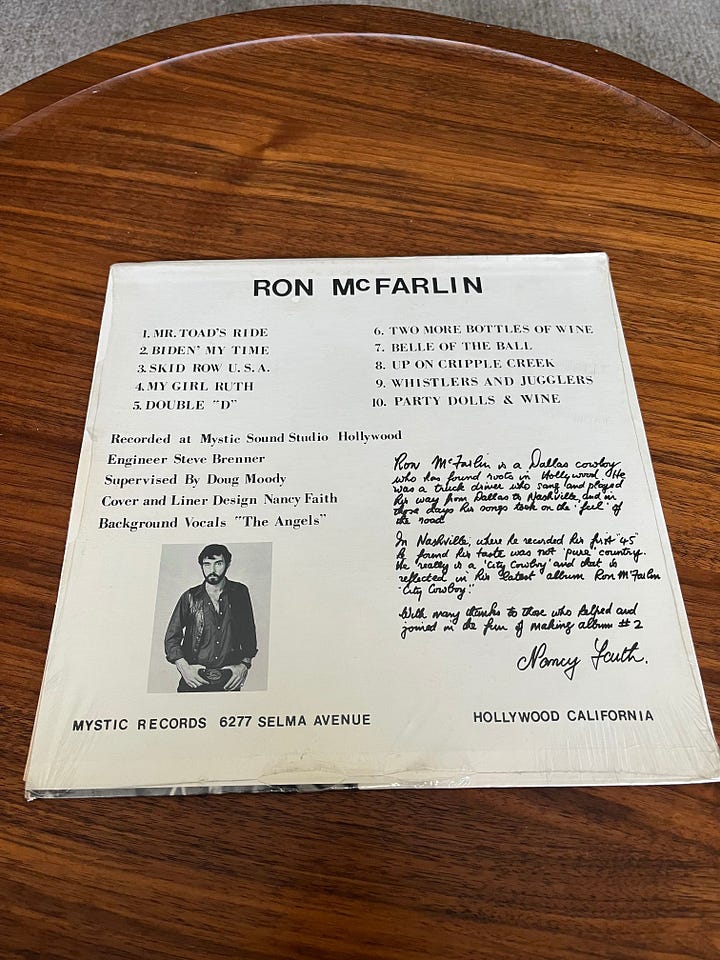 RON McFARLIN
1. MR. TOAD'S RIDE
2. BIDEN' MY TIME
3. SKID ROW U.S.A.
4. MY GIRL RUTH
5. DOUBLE "D"
6. TWO MORE BOTTLES OF WINE
7. BELLE OF THE BALL
8. UP ON CRIPPLE CREEK
9. WHISTLERS AND JUGGLERS
10. PARTY DOLLS & WINE
Recorded at Mystic Sound Studio Hollywood
Engineer Steve Brenner
Supervised By Doug Moody
Cover and Liner Design Nancy Faith
Background Vocals "The Angels"
Ron McFarlin is a Dallas cowboy
who has found roots in Hollywood. He
was a truck driver who sang and played
his way from Dallas to Nashville and in
those days his songs took on the 'feel' of
the road.
In Nashville, where he recorded his first '45'
he found his taste was not 'pure' country.
He really is a 'City Cowboy' and that is
reflected in his latest album Ron McFarlin
'City Cowboy'.
With many thanks to those who helped and
joined in the fun of making album #2
Nancy Faith.
MYSTIC RECORDS 6277 SELMA AVENUE
HOLLYWOOD CALIFORNIA